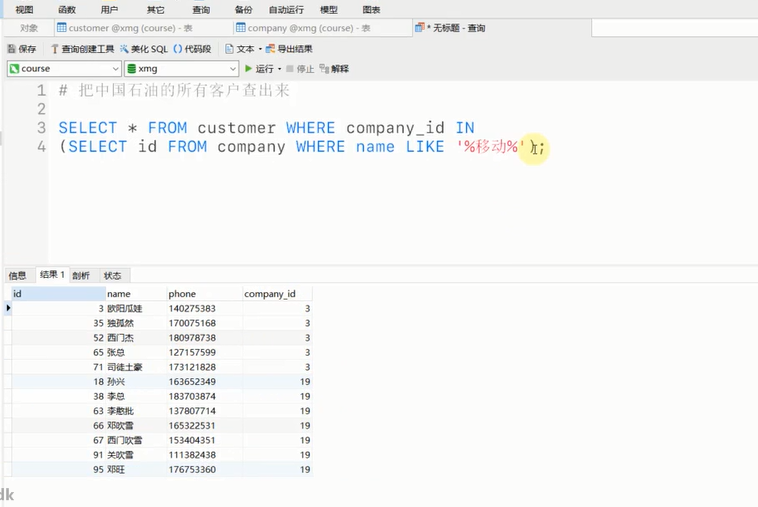 视图 函数 用户 其它 查询 备份 自动运行 模型 图表
对象 customer @xmg (course) - 表 company @xmg (course) - 表 * 无标题 - 查询
保存 查询创建工具 美化 SQL () 代码段 文本 导出结果
course xmg 运行 停止 解释
1 # 把中国石油的所有客户查出来
2
3 SELECT * FROM customer WHERE company_id IN
4 (SELECT id FROM company WHERE name LIKE '%移动%');
信息 结果 1 剖析 状态
id name phone company_id
3 欧阳瓜娃 140275383 3
35 独孤然 170075168 3
52 西门杰 180978738 3
65 张总 127157599 3
71 司徒土豪 173121828 3
18 孙兴 163652349 19
38 李总 183703874 19
63 李憨批 137807714 19
66 邓吹雪 165322531 19
67 西门吹雪 153404351 19
91 关吹雪 111382438 19
95 邓旺 176753360 19
dk